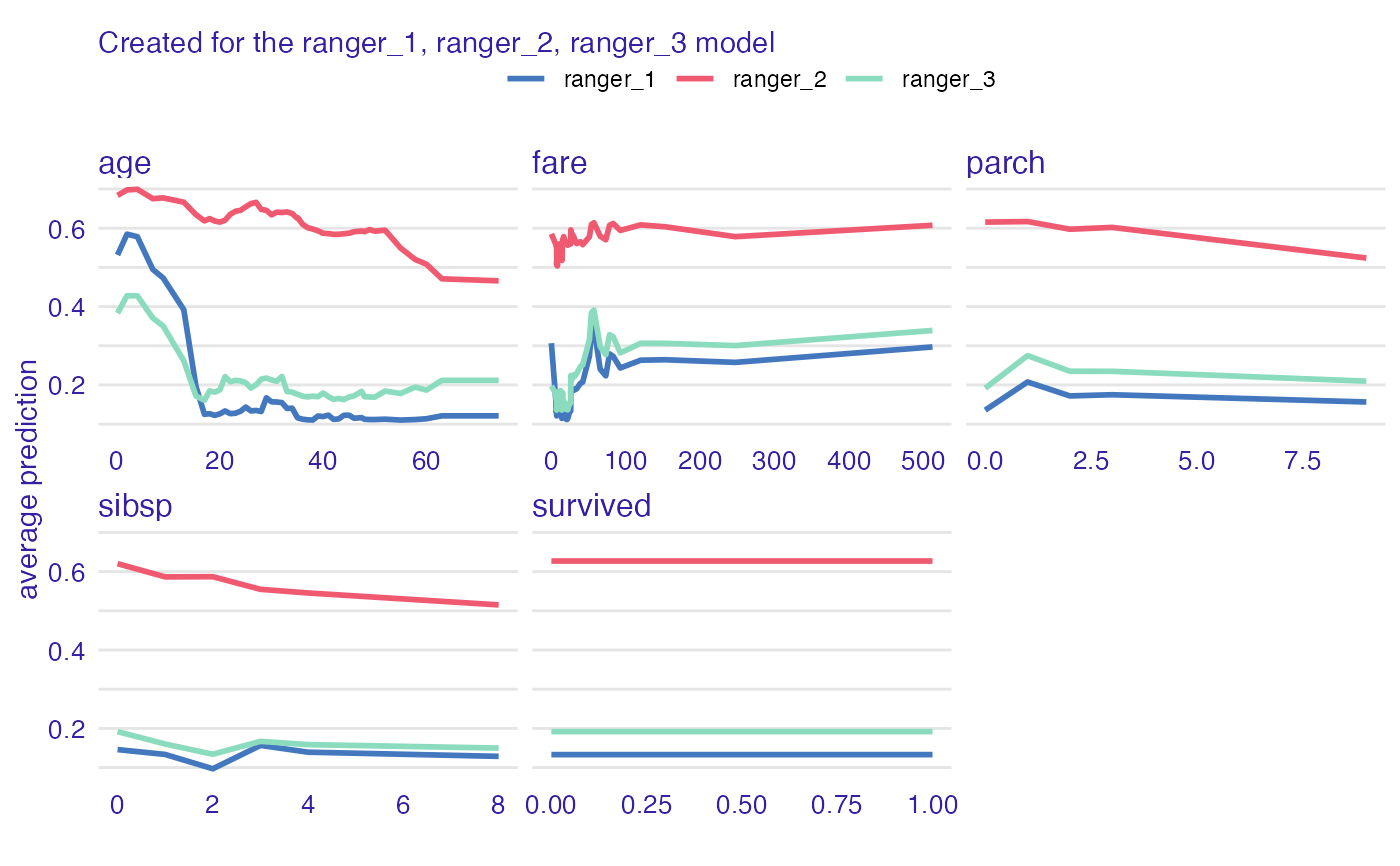 Created for the ranger_1, ranger_2, ranger_3 model
ranger_1 ranger_2 ranger_3
age fare parch
0.6
0.4
0.2
0 20 40 60 0 100 200 300 400 500 0.0 2.5 5.0 7.5
average prediction
sibsp survived
0.6
0.4
0.2
0 2 4 6 8 0.00 0.25 0.50 0.75 1.00